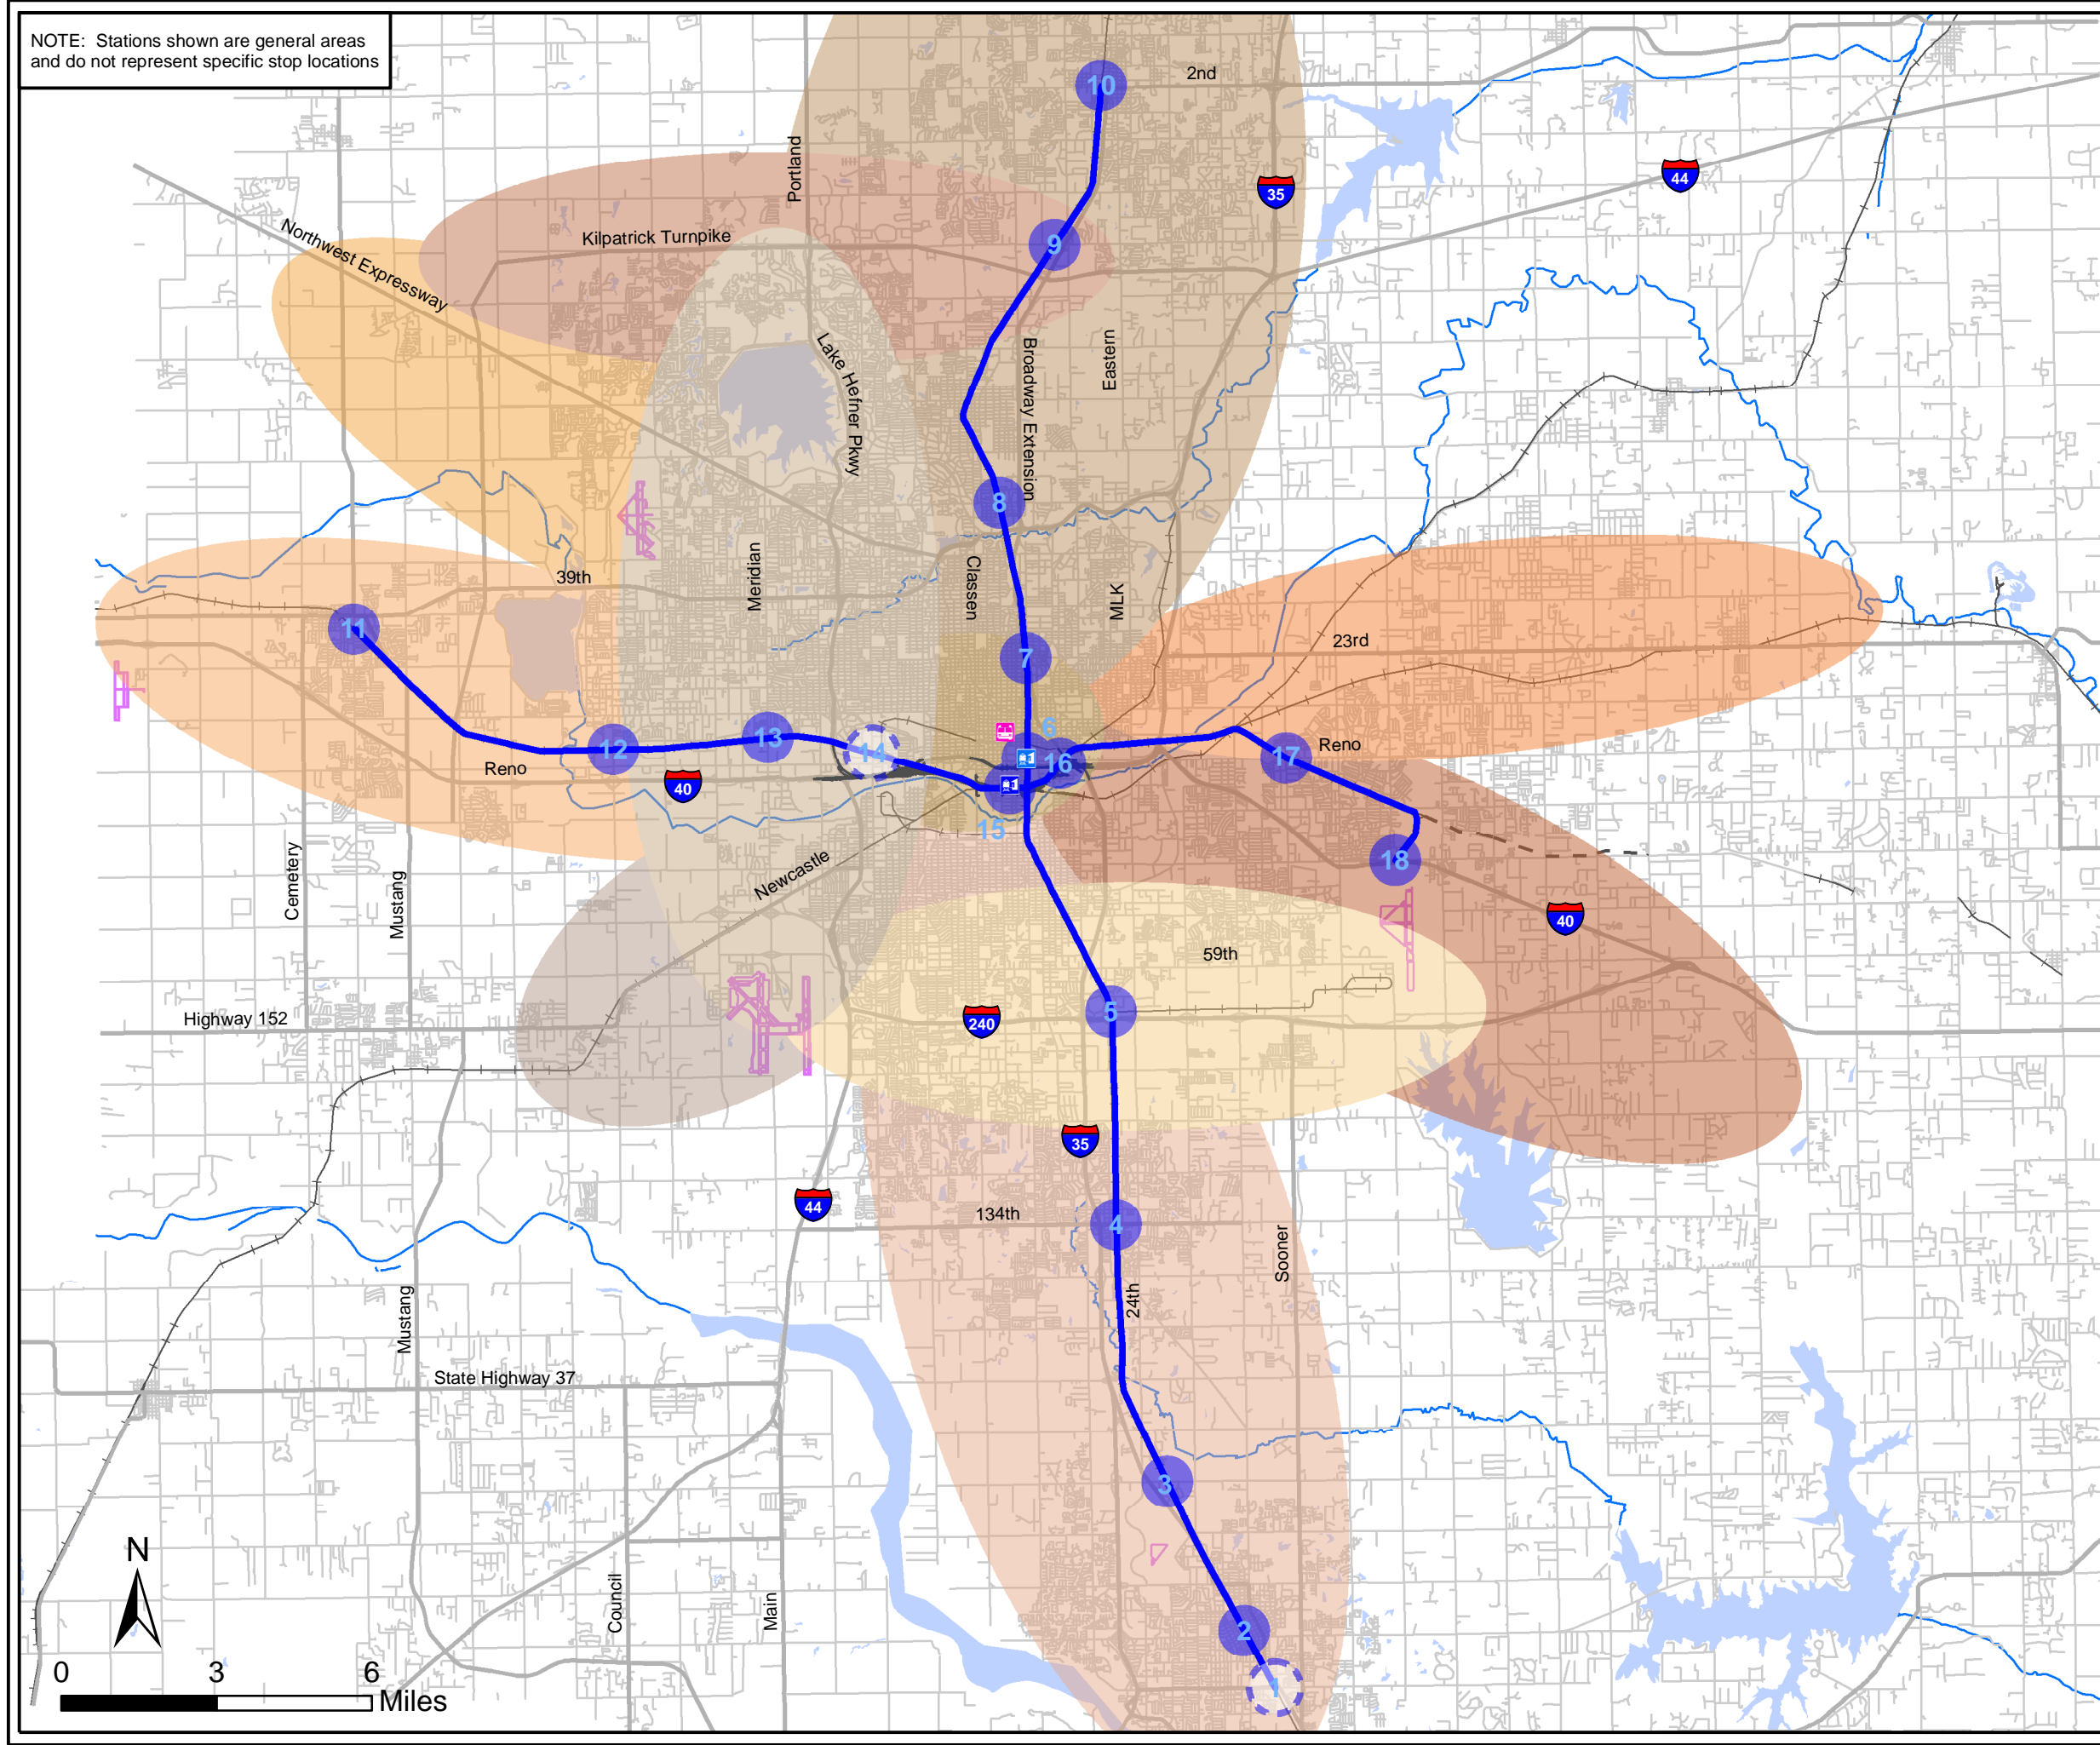 NOTE: Stations shown are general areas
and do not represent specific stop locations
10
2nd
Portland
35
44
Northwest Expressway
Kilpatrick Turnpike
9
Lake Hefner Pkwy
Broadway Extension
Eastern
8
39th
Meridian
Classen
MLK
11
23rd
7
6
12
13
14
16
17
Reno
Reno
40
15
18
Cemetery
Mustang
Newcastle
40
59th
Highway 152
240
5
35
44
134th
4
Sooner
24th
Mustang
State Highway 37
3
N
Council
Main
2
1
0 3 6
Miles